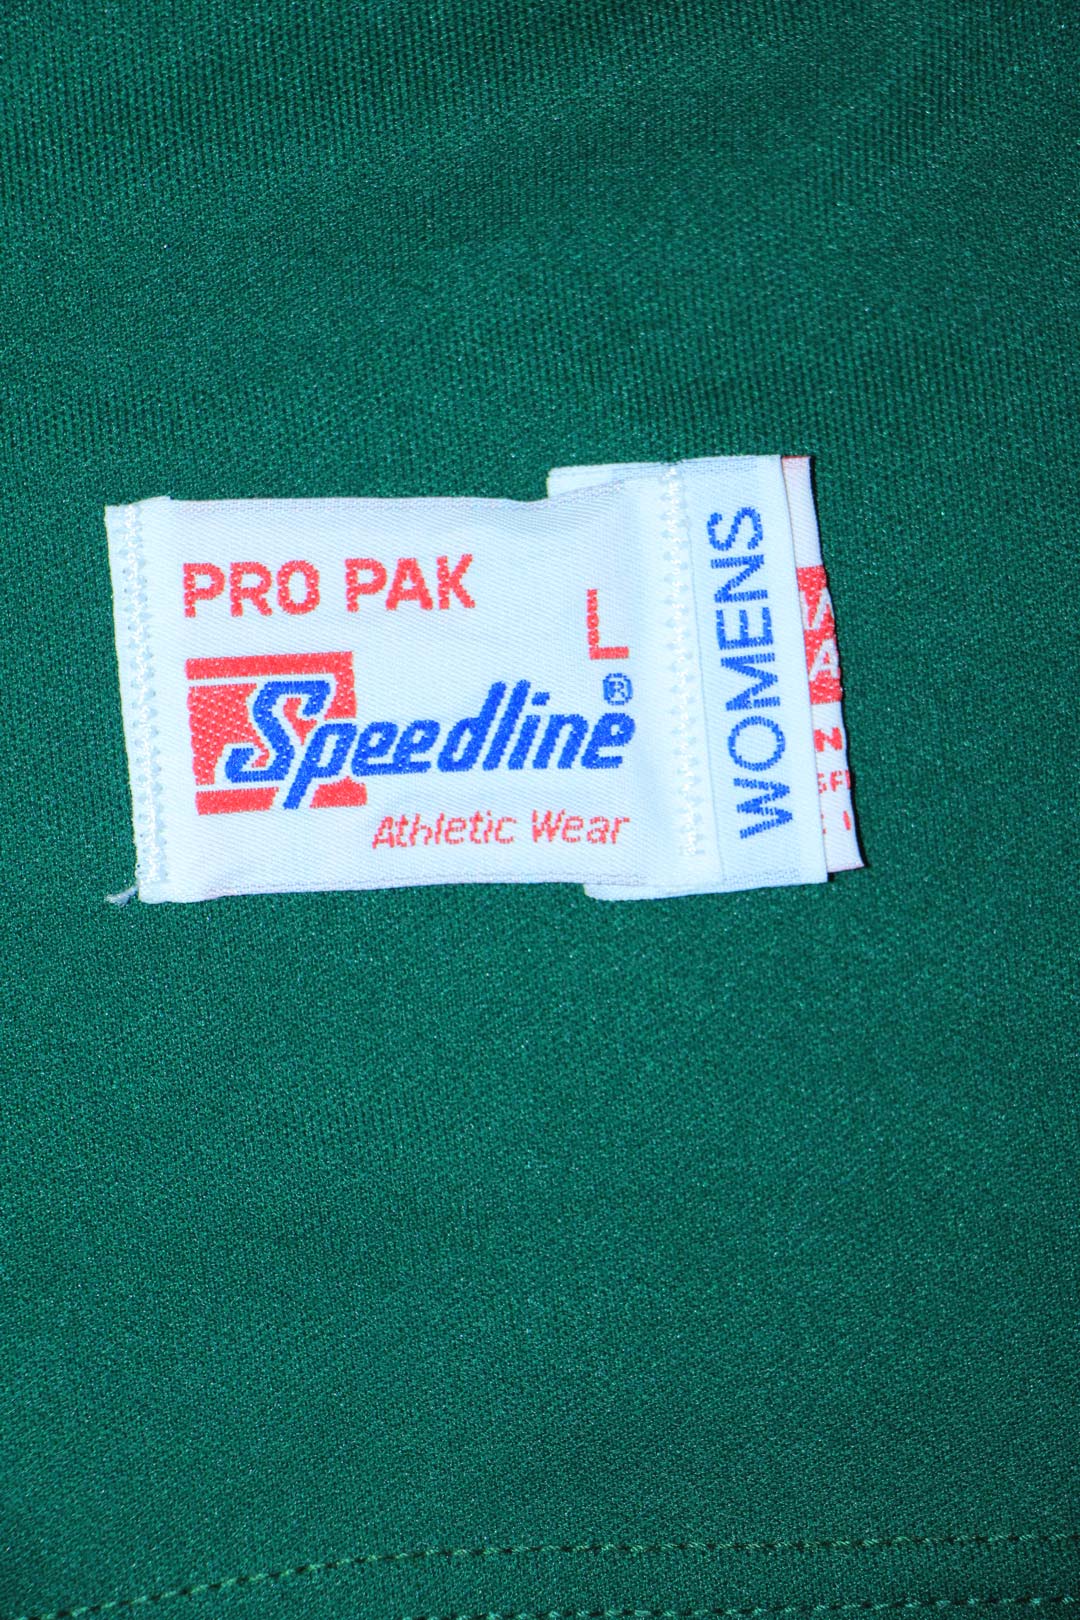 PRO PAK
L
Speedline®
Athletic Wear
WOMENS